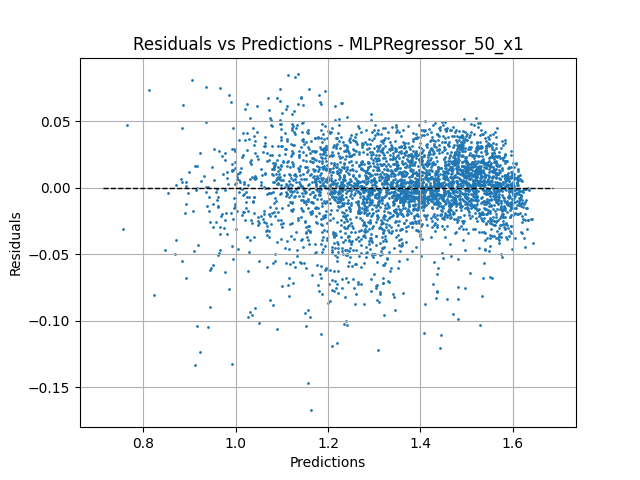 Residuals vs Predictions - MLPRegressor_50_x1
0.05
0.00
−0.05
−0.10
−0.15
Residuals
0.8 1.0 1.2 1.4 1.6
Predictions